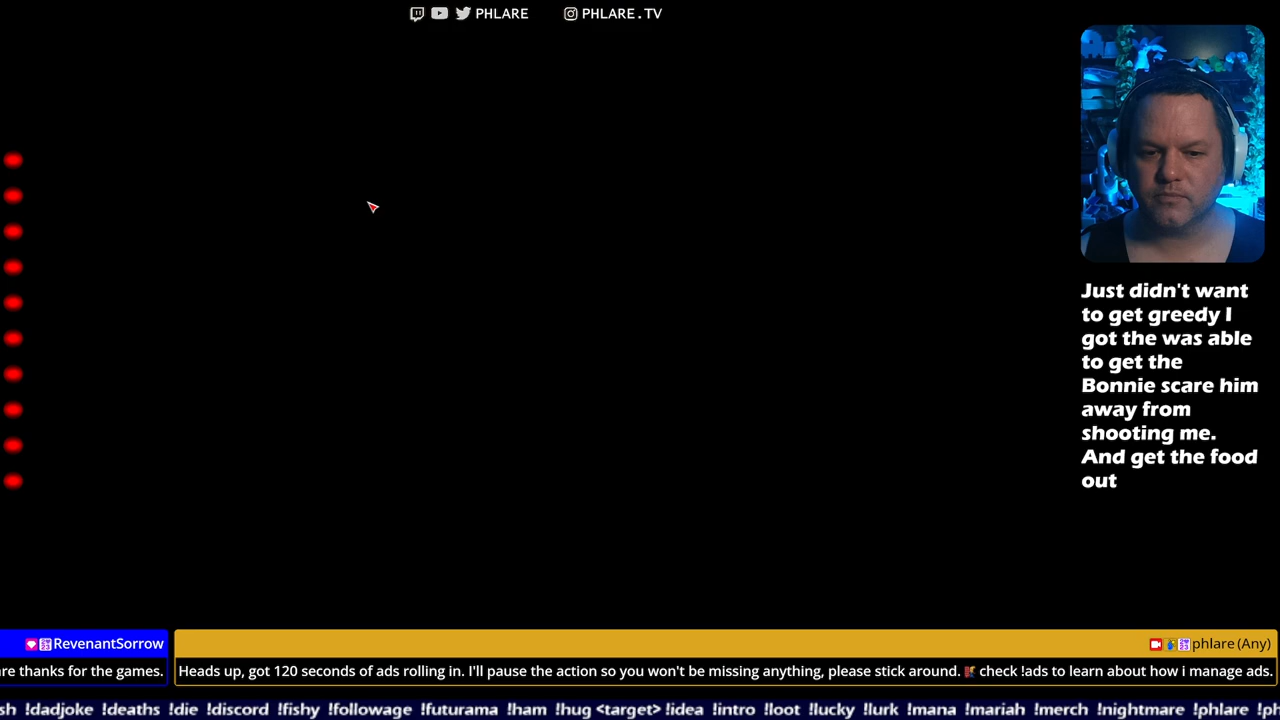 PHLARE PHLARE.TV
Just didn't want
to get greedy I
got the was able
to get the
Bonnie scare him
away from
shooting me.
And get the food
out
RevenantSorrow
re thanks for the games.
phlare (Any)
Heads up, got 120 seconds of ads rolling in. I'll pause the action so you won't be missing anything, please stick around. check !ads to learn about how i manage ads.
sh !dadjoke !deaths !die !discord !fishy !followage !futurama !ham !hug <target> !idea !intro !loot !lucky !lurk !mana !mariah !merch !nightmare !phlare !ph